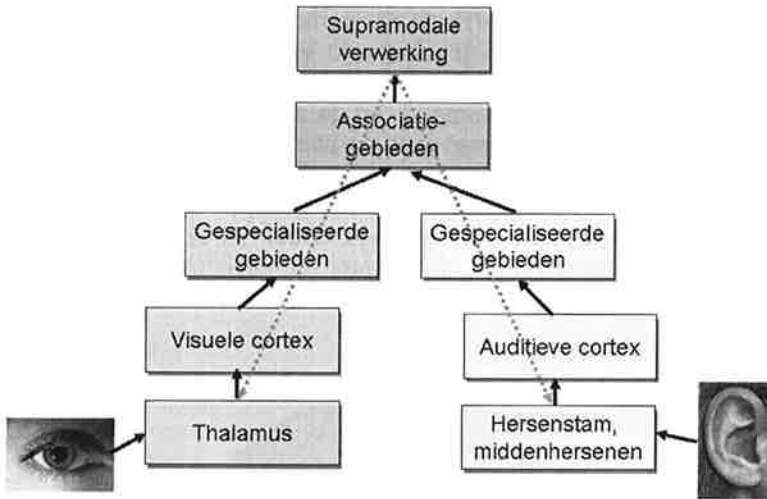 Supramodale
verwerking
Associatie-
gebieden
Gespecialiseerde
gebieden
Gespecialiseerde
gebieden
Visuele cortex
Auditieve cortex
Thalamus
Hersenstam,
middenhersenen